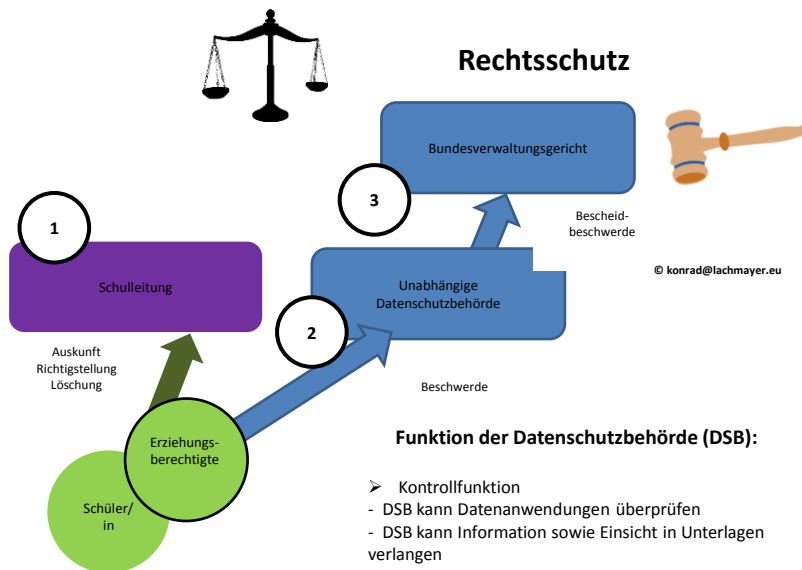 Rechtsschutz
Bundesverwaltungsgericht
3
Bescheid-
beschwerde
1
Schulleitung
Unabhängige
Datenschutzbehörde
© konrad@lachmayer.eu
2
Auskunft
Richtigstellung
Löschung
Beschwerde
Erziehungs-
berechtigte
Schüler/
in
Funktion der Datenschutzbehörde (DSB):
➢ Kontrollfunktion
- DSB kann Datenanwendungen überprüfen
- DSB kann Information sowie Einsicht in Unterlagen
verlangen